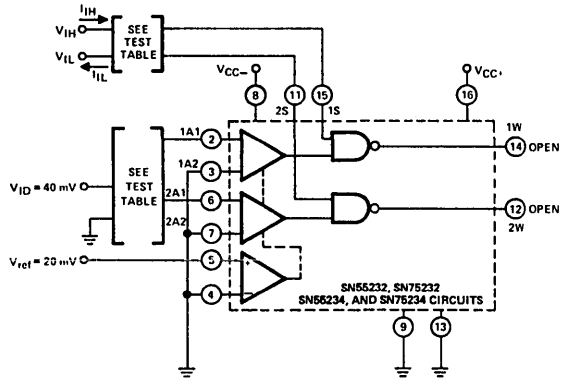 IIH
VIH
SEE
TEST
TABLE
VIL
IIL
VCC−
8
11
2S
15
1S
VCC+
16
1A1
2
1A2
3
2A1
6
2A2
7
5
4
SEE
TEST
TABLE
VID = 40 mV
Vref = 20 mV
+
−
1W
14 OPEN
12 OPEN
2W
SN55232, SN75232
SN55234, AND SN75234 CIRCUITS
9
13